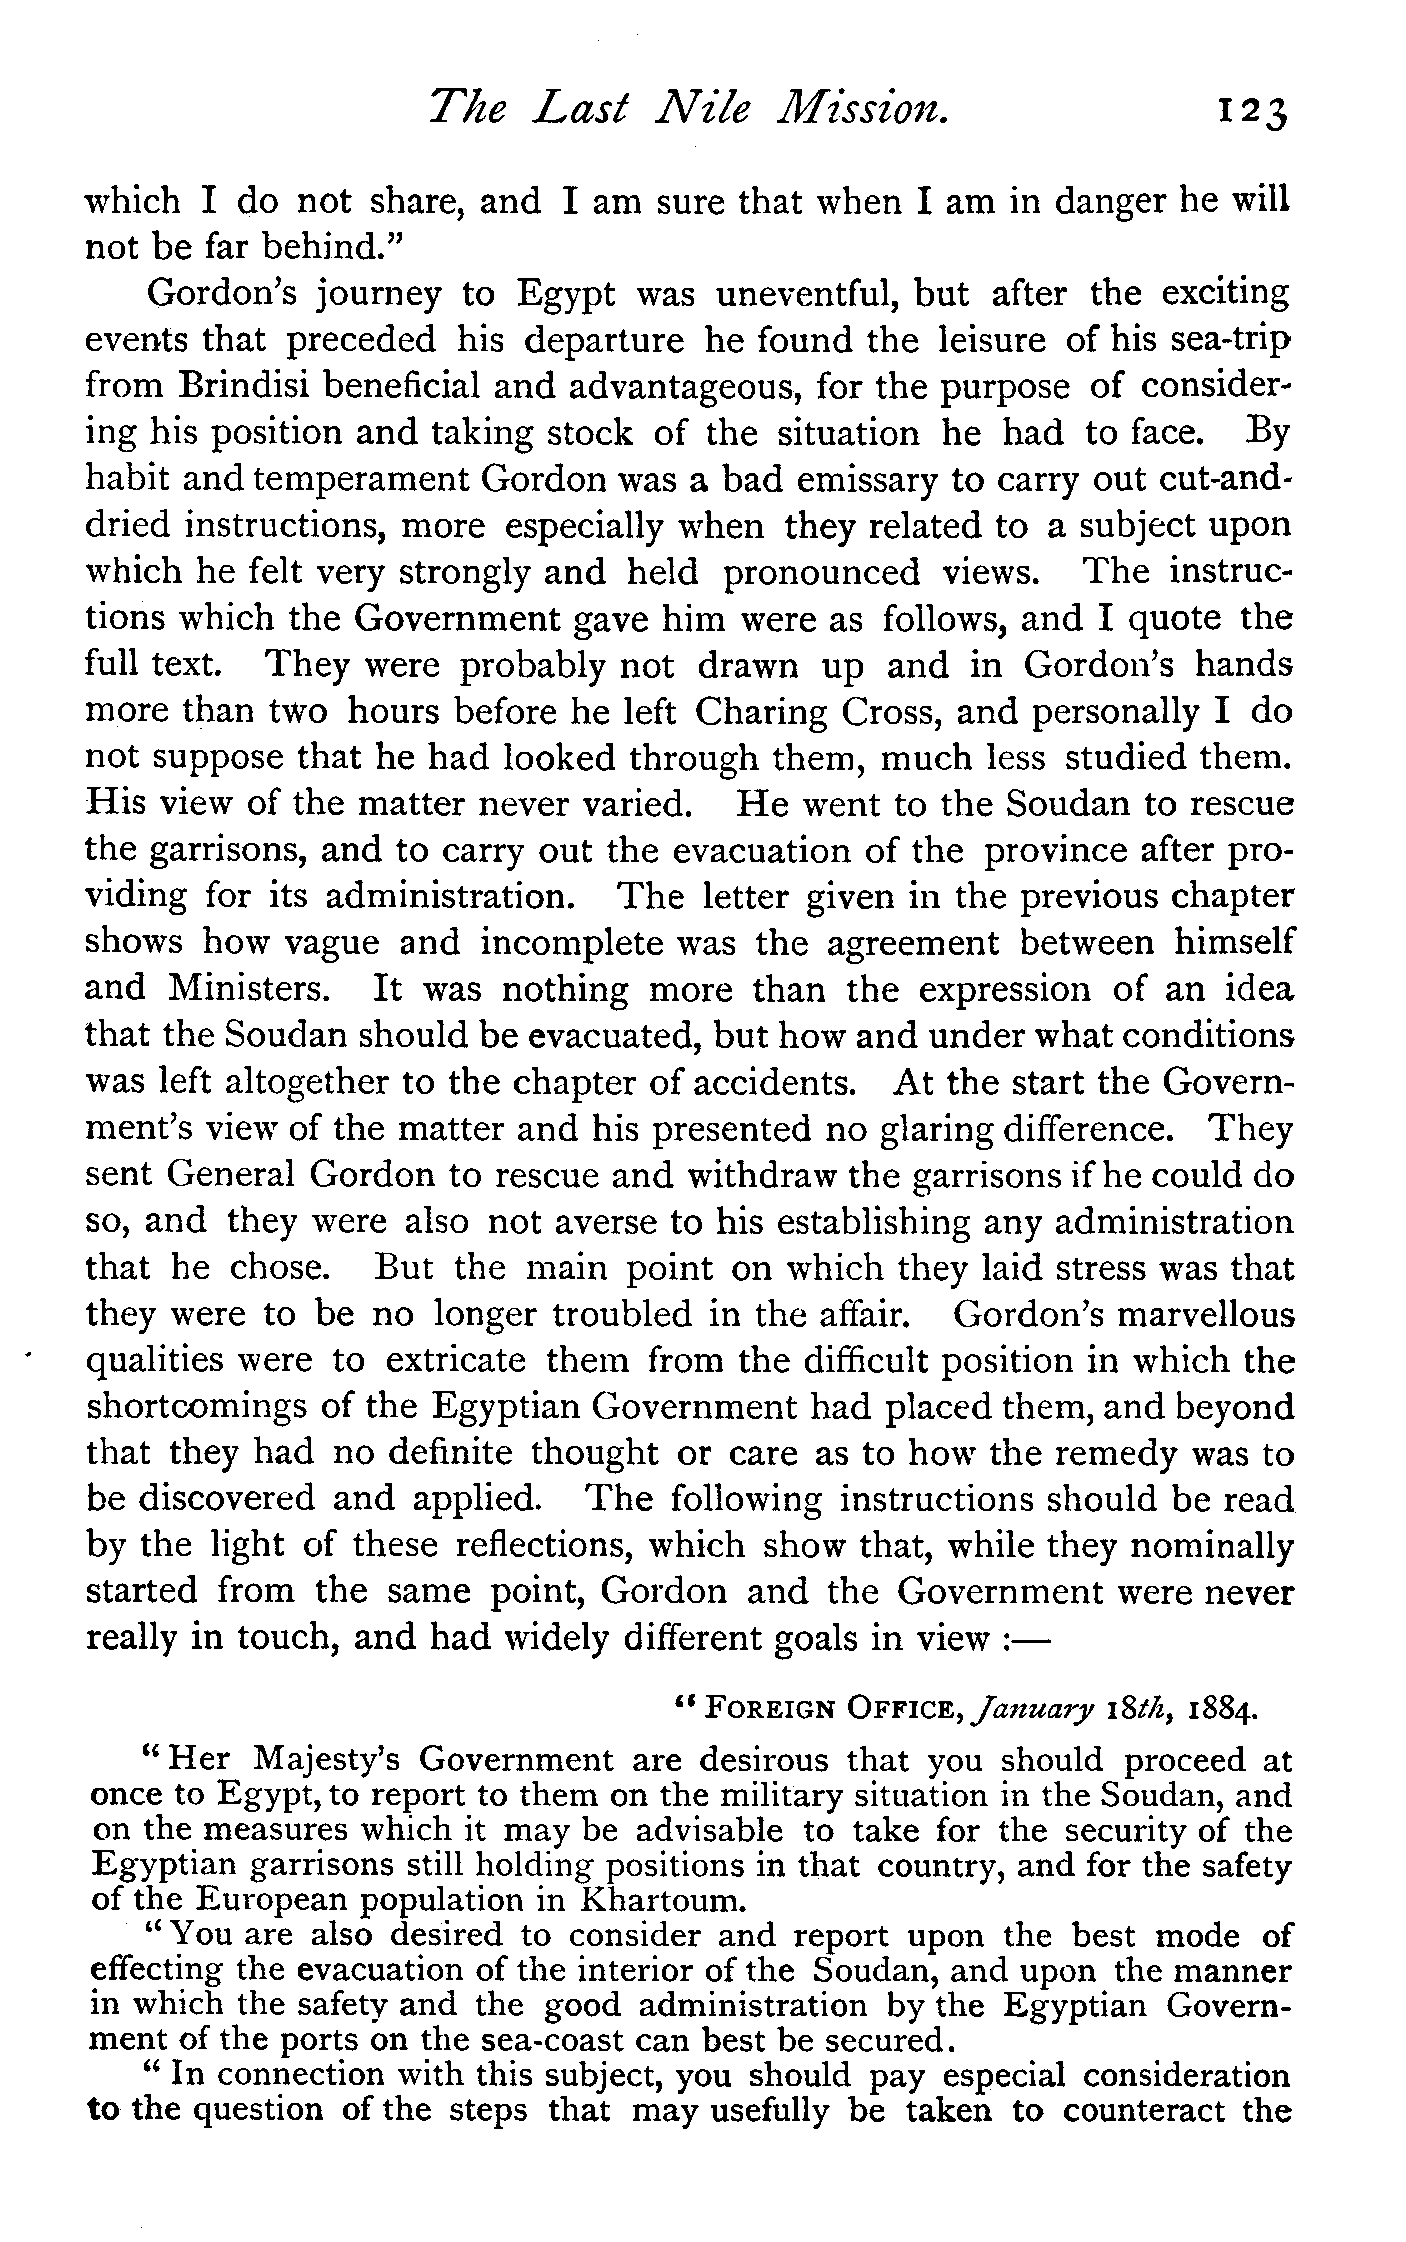 The Last Nile Mission. 123
which I do not share, and I am sure that when I am in danger he will
not be far behind."
Gordon's journey to Egypt was uneventful, but after the exciting
events that preceded his departure he found the leisure of his sea-trip
from Brindisi beneficial and advantageous, for the purpose of consider-
ing his position and taking stock of the situation he had to face. By
habit and temperament Gordon was a bad emissary to carry out cut-and-
dried instructions, more especially when they related to a subject upon
which he felt very strongly and held pronounced views. The instruc-
tions which the Government gave him were as follows, and I quote the
full text. They were probably not drawn up and in Gordon's hands
more than two hours before he left Charing Cross, and personally I do
not suppose that he had looked through them, much less studied them.
His view of the matter never varied. He went to the Soudan to rescue
the garrisons, and to carry out the evacuation of the province after pro-
viding for its administration. The letter given in the previous chapter
shows how vague and incomplete was the agreement between himself
and Ministers. It was nothing more than the expression of an idea
that the Soudan should be evacuated, but how and under what conditions
was left altogether to the chapter of accidents. At the start the Govern-
ment's view of the matter and his presented no glaring difference. They
sent General Gordon to rescue and withdraw the garrisons if he could do
so, and they were also not averse to his establishing any administration
that he chose. But the main point on which they laid stress was that
they were to be no longer troubled in the affair. Gordon's marvellous
qualities were to extricate them from the difficult position in which the
shortcomings of the Egyptian Government had placed them, and beyond
that they had no definite thought or care as to how the remedy was to
be discovered and applied. The following instructions should be read
by the light of these reflections, which show that, while they nominally
started from the same point, Gordon and the Government were never
really in touch, and had widely different goals in view :—
" FOREIGN OFFICE, January 18th, 1884.
" Her Majesty's Government are desirous that you should proceed at
once to Egypt, to report to them on the military situation in the Soudan, and
on the measures which it may be advisable to take for the security of the
Egyptian garrisons still holding positions in that country, and for the safety
of the European population in Khartoum.
" You are also desired to consider and report upon the best mode of
effecting the evacuation of the interior of the Soudan, and upon the manner
in which the safety and the good administration by the Egyptian Govern-
ment of the ports on the sea-coast can best be secured.
" In connection with this subject, you should pay especial consideration
to the question of the steps that may usefully be taken to counteract the